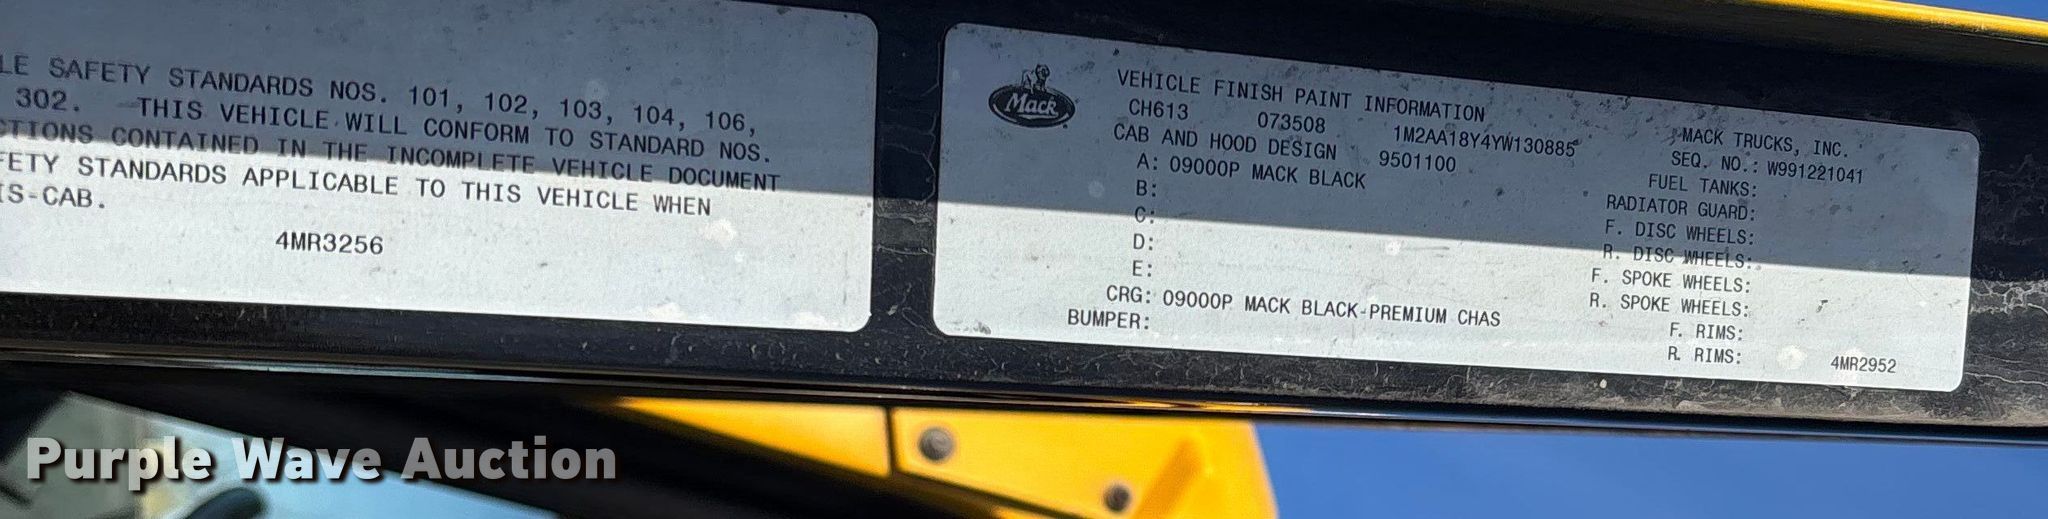 LE SAFETY STANDARDS NOS. 101, 102, 103, 104, 106,
302. THIS VEHICLE WILL CONFORM TO STANDARD NOS.
CTIONS CONTAINED IN THE INCOMPLETE VEHICLE DOCUMENT
FETY STANDARDS APPLICABLE TO THIS VEHICLE WHEN
IS-CAB.
4MR3256
Mack
VEHICLE FINISH PAINT INFORMATION
CH613 073508 1M2AA18Y4YW130885
CAB AND HOOD DESIGN 9501100
A: 09000P MACK BLACK
B:
C:
D:
E:
CRG: 09000P MACK BLACK-PREMIUM CHAS
BUMPER:
MACK TRUCKS, INC.
SEQ. NO.: W991221041
FUEL TANKS:
RADIATOR GUARD:
F. DISC WHEELS:
R. DISC WHEELS:
F. SPOKE WHEELS:
R. SPOKE WHEELS:
F. RIMS:
R. RIMS:
4MR2952
Purple Wave Auction